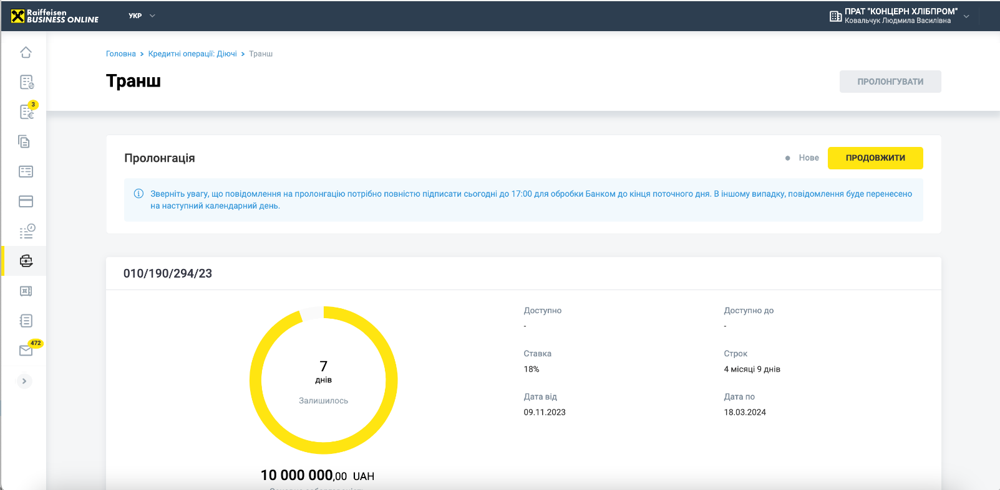 Raiffeisen
BUSINESS ONLINE
УКР
ПРАТ "КОНЦЕРН ХЛІБПРОМ"
Ковальчук Людмила Василівна
Головна > Кредитні операції: Діючі > Транш
Транш
ПРОЛОНГУВАТИ
3
Пролонгація
Нове
ПРОДОВЖИТИ
Зверніть увагу, що повідомлення на пролонгацію потрібно повністю підписати сьогодні до 17:00 для обробки Банком до кінця поточного дня. В іншому випадку, повідомлення буде перенесено
на наступний календарний день.
010/190/294/23
Доступно
-
Доступно до
-
Ставка
18%
Строк
4 місяці 9 днів
Дата від
09.11.2023
Дата по
18.03.2024
472
7
днів
Залишилось
10 000 000,00 UAH